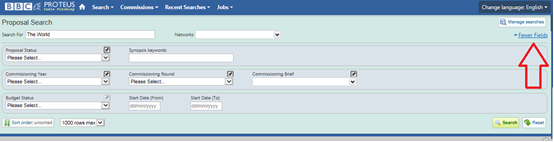 BBC PROTEUS
Radio Planning
Search Commissions Recent Searches Jobs
Change language: English
Proposal Search
Manage searches
Search For: The World Networks:
Fewer Fields
Proposal Status Synopsis keywords
Please Select...
Commissioning Year Commissioning Round Commissioning Brief
Please Select... Please Select...
Budget Status Start Date (From) Start Date (To)
Please Select... dd/mm/yyyy dd/mm/yyyy
Sort order: unsorted 1000 rows max Search Reset